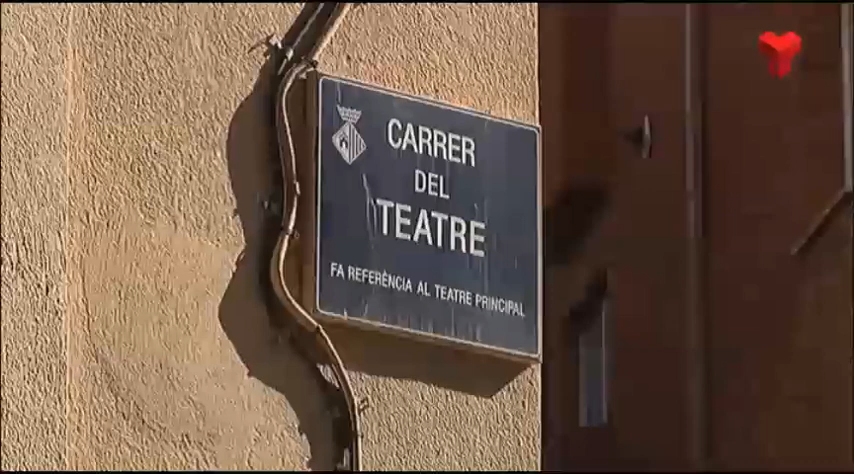 CARRER
DEL
TEATRE
FA REFERÈNCIA AL TEATRE PRINCIPAL